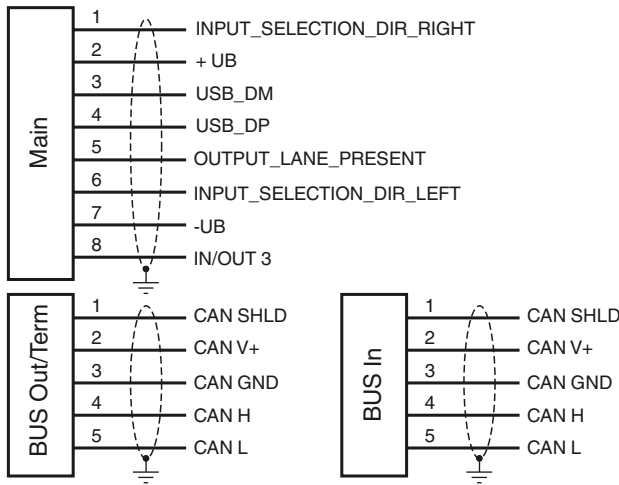 Main
1 INPUT_SELECTION_DIR_RIGHT
2 + UB
3 USB_DM
4 USB_DP
5 OUTPUT_LANE_PRESENT
6 INPUT_SELECTION_DIR_LEFT
7 -UB
8 IN/OUT 3
BUS Out/Term
1 CAN SHLD
2 CAN V+
3 CAN GND
4 CAN H
5 CAN L
BUS In
1 CAN SHLD
2 CAN V+
3 CAN GND
4 CAN H
5 CAN L